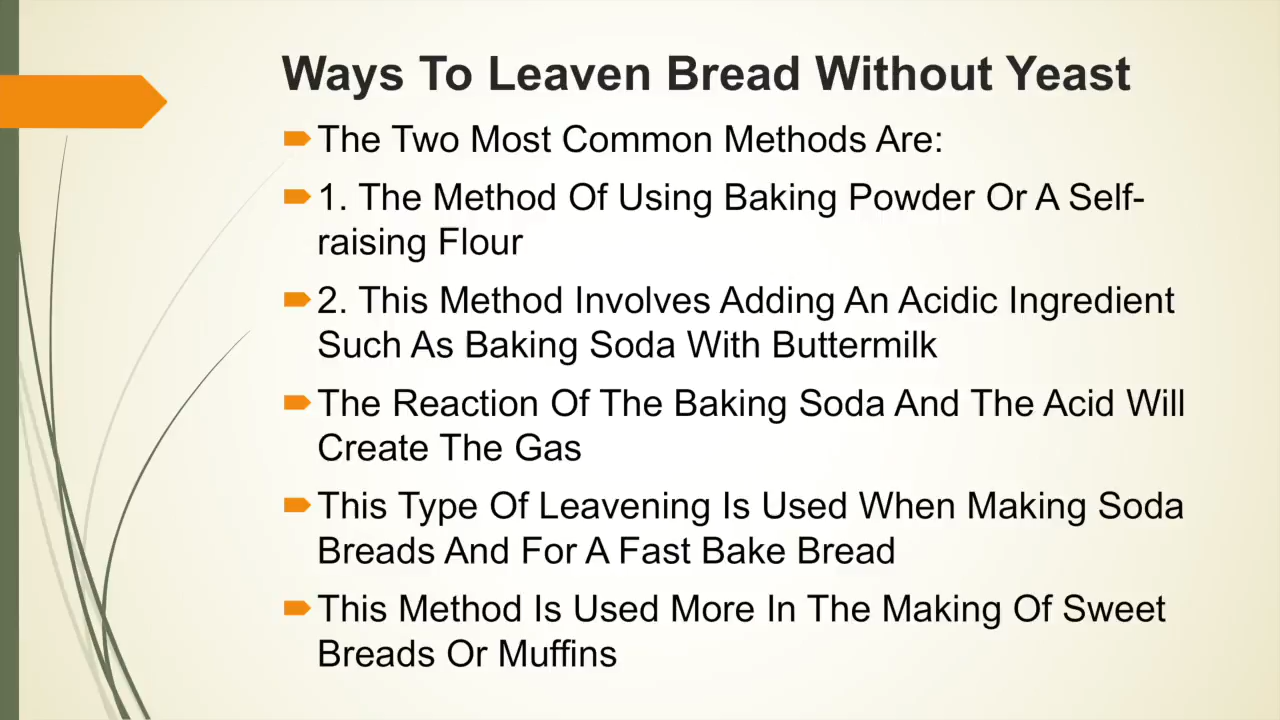 Ways To Leaven Bread Without Yeast
The Two Most Common Methods Are:
1. The Method Of Using Baking Powder Or A Self-
raising Flour
2. This Method Involves Adding An Acidic Ingredient
Such As Baking Soda With Buttermilk
The Reaction Of The Baking Soda And The Acid Will
Create The Gas
This Type Of Leavening Is Used When Making Soda
Breads And For A Fast Bake Bread
This Method Is Used More In The Making Of Sweet
Breads Or Muffins